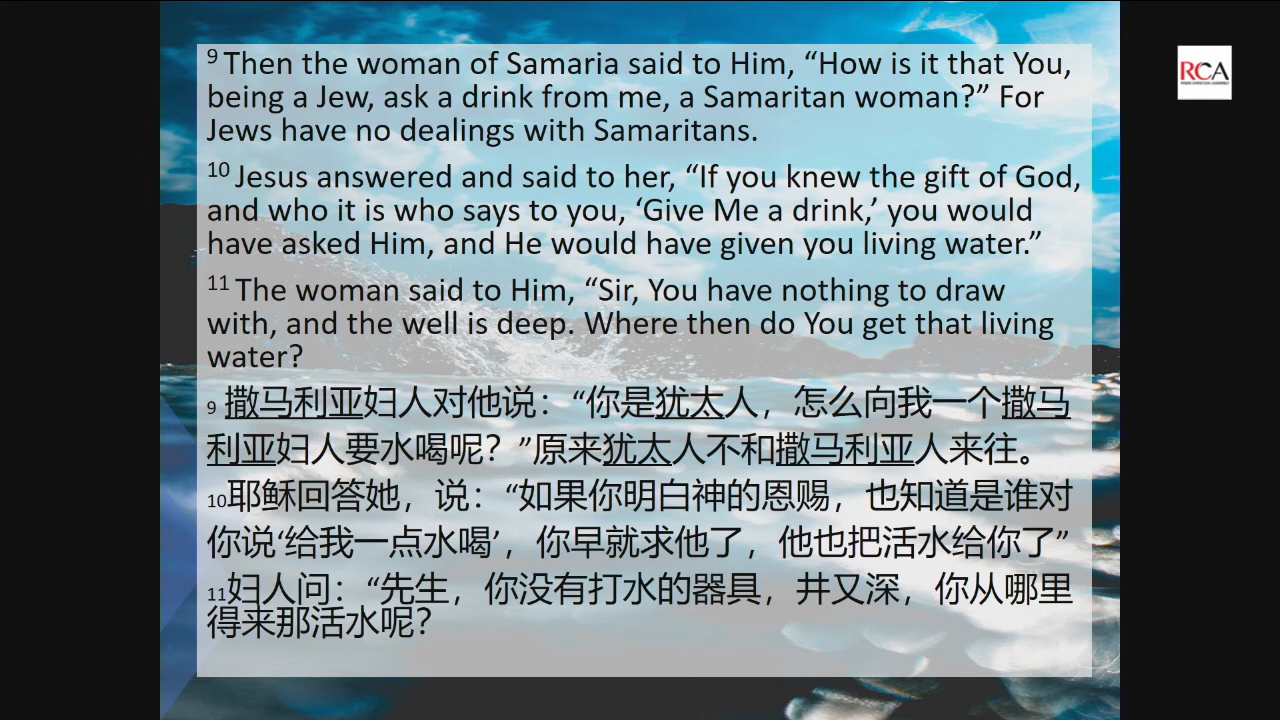 9 Then the woman of Samaria said to Him, “How is it that You,
being a Jew, ask a drink from me, a Samaritan woman?” For
Jews have no dealings with Samaritans.
10 Jesus answered and said to her, “If you knew the gift of God,
and who it is who says to you, ‘Give Me a drink,’ you would
have asked Him, and He would have given you living water.”
11 The woman said to Him, “Sir, You have nothing to draw
with, and the well is deep. Where then do You get that living
water?
9 撒马利亚妇人对他说：“你是犹太人，怎么向我一个撒马
利亚妇人要水喝呢？”原来犹太人不和撒马利亚人来往。
10耶稣回答她，说：“如果你明白神的恩赐，也知道是谁对
你说‘给我一点水喝’，你早就求他了，他也把活水给你了”
11妇人问：“先生，你没有打水的器具，井又深，你从哪里
得来那活水呢？
RCA